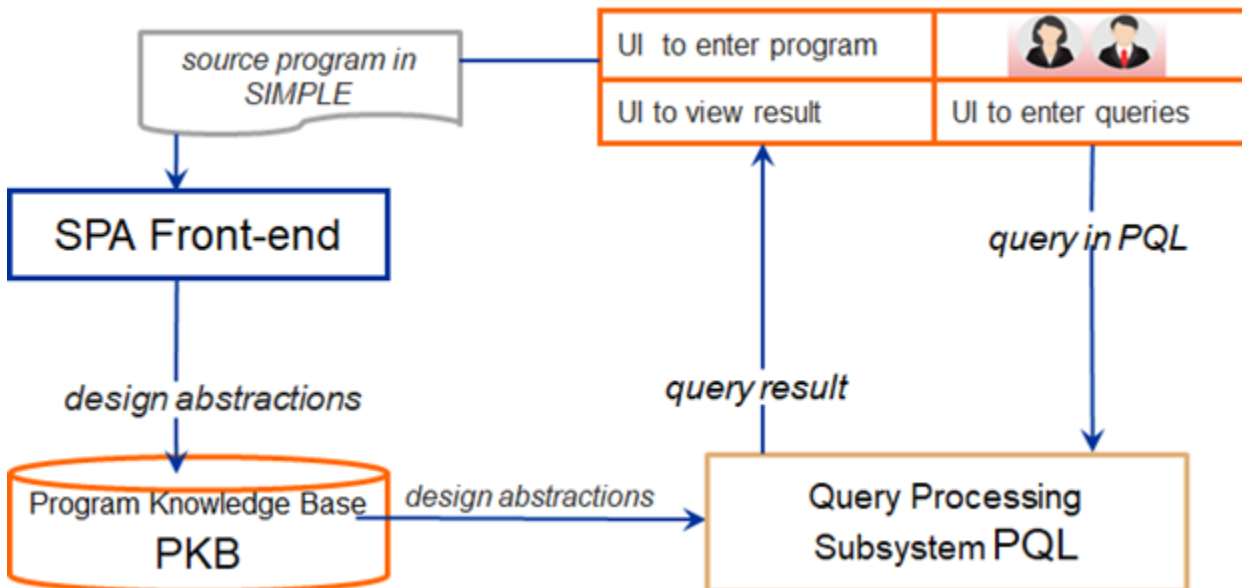 source program in
SIMPLE
UI to enter program
UI to view result
UI to enter queries
SPA Front-end
query in PQL
design abstractions
query result
Program Knowledge Base
PKB
design abstractions
Query Processing
Subsystem PQL